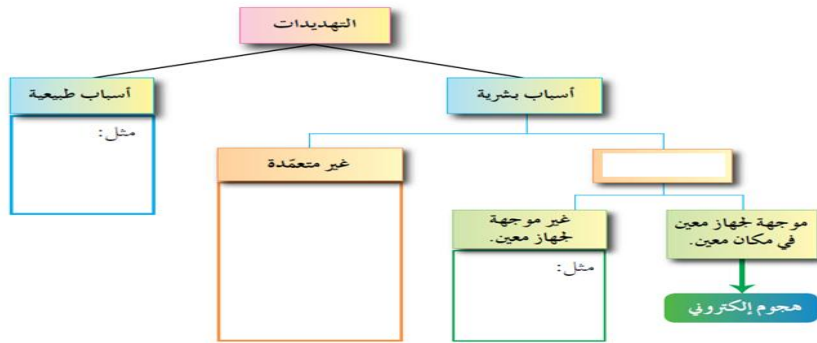 التهديدات
أسباب بشرية
أسباب طبيعية
مثل:
غير متعمّدة
موجهة لجهاز معين
في مكان معين.
غير موجهة
لجهاز معين.
مثل:
هجوم إلكتروني